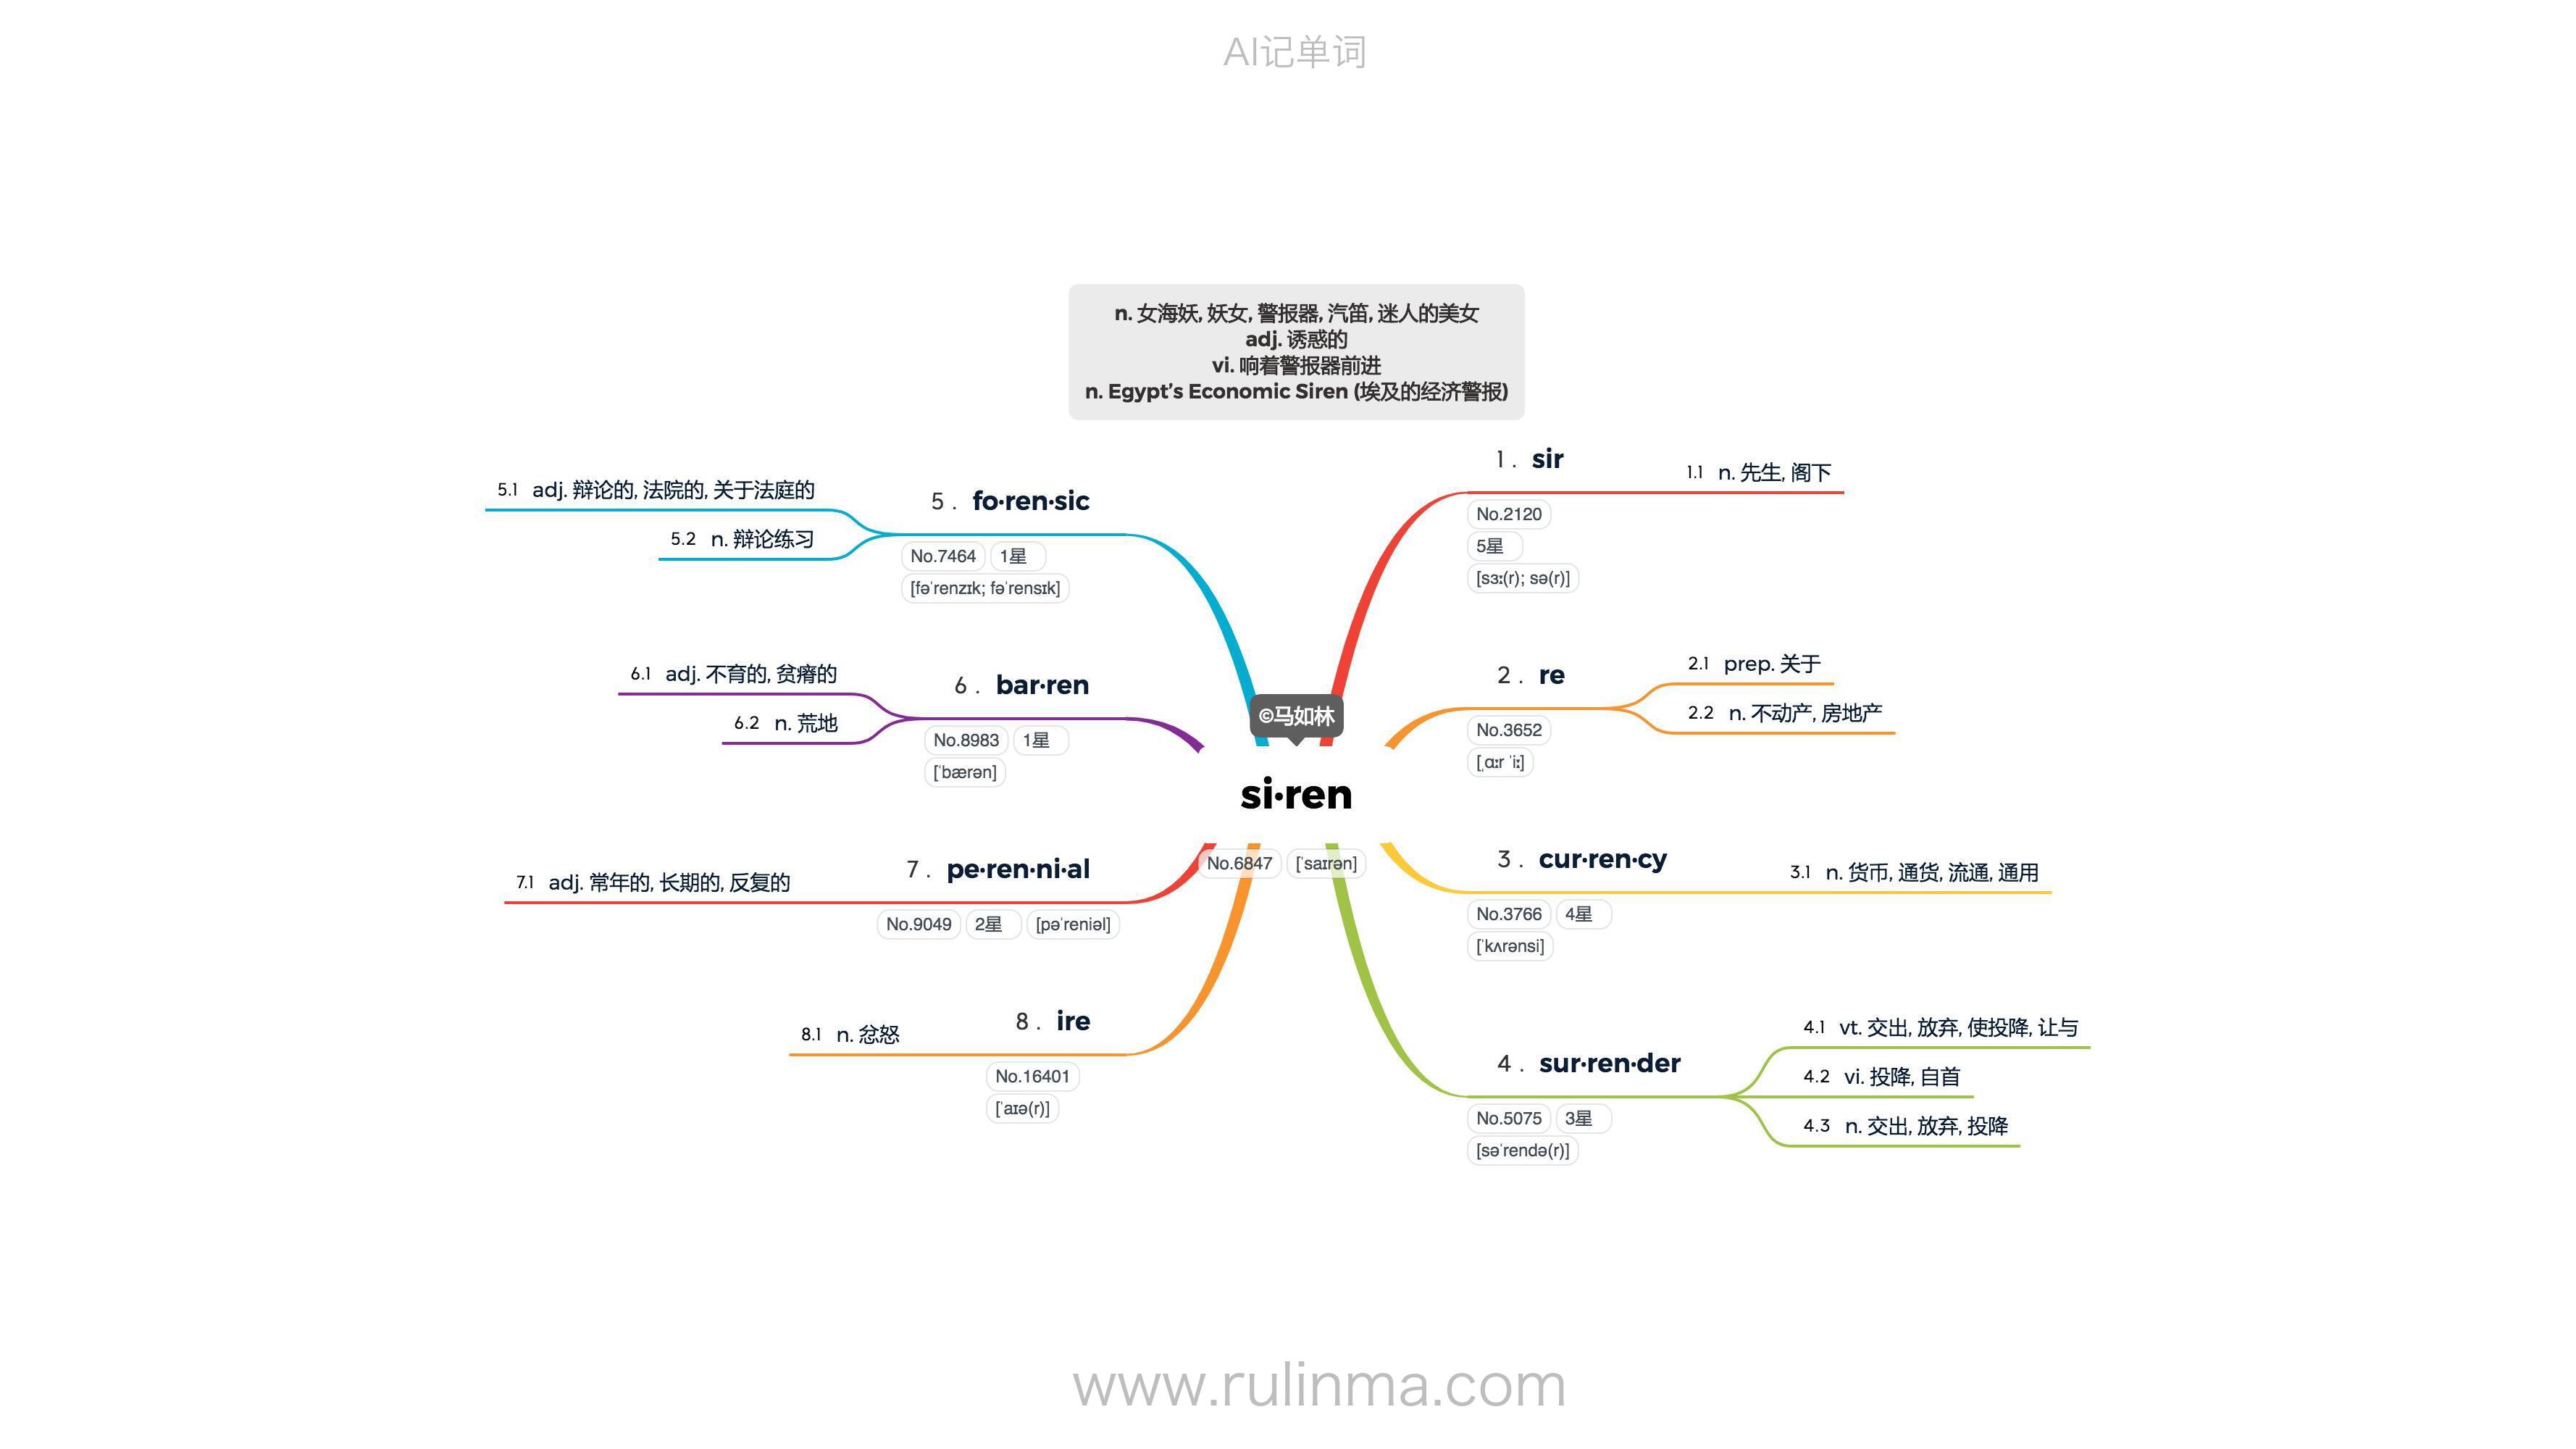 AI记单词
n. 女海妖, 妖女, 警报器, 汽笛, 迷人的美女
adj. 诱惑的
vi. 响着警报器前进
n. Egypt’s Economic Siren (埃及的经济警报)
©马如林
si·ren
No.6847 [ˈsaɪrən]
1. sir
No.2120
5星
[sɜː(r); sə(r)]
1.1 n. 先生, 阁下
2. re
No.3652
[ˌɑːr ˈiː]
2.1 prep. 关于
2.2 n. 不动产, 房地产
3. cur·ren·cy
No.3766 4星
[ˈkʌrənsi]
3.1 n. 货币, 通货, 流通, 通用
4. sur·ren·der
No.5075 3星
[səˈrendə(r)]
4.1 vt. 交出, 放弃, 使投降, 让与
4.2 vi. 投降, 自首
4.3 n. 交出, 放弃, 投降
5. fo·ren·sic
No.7464 1星
[fəˈrenzɪk; fəˈrensɪk]
5.1 adj. 辩论的, 法院的, 关于法庭的
5.2 n. 辩论练习
6. bar·ren
No.8983 1星
[ˈbærən]
6.1 adj. 不育的, 贫瘠的
6.2 n. 荒地
7. pe·ren·ni·al
No.9049 2星 [pəˈreniəl]
7.1 adj. 常年的, 长期的, 反复的
8. ire
No.16401
[ˈaɪə(r)]
8.1 n. 忿怒
www.rulinma.com